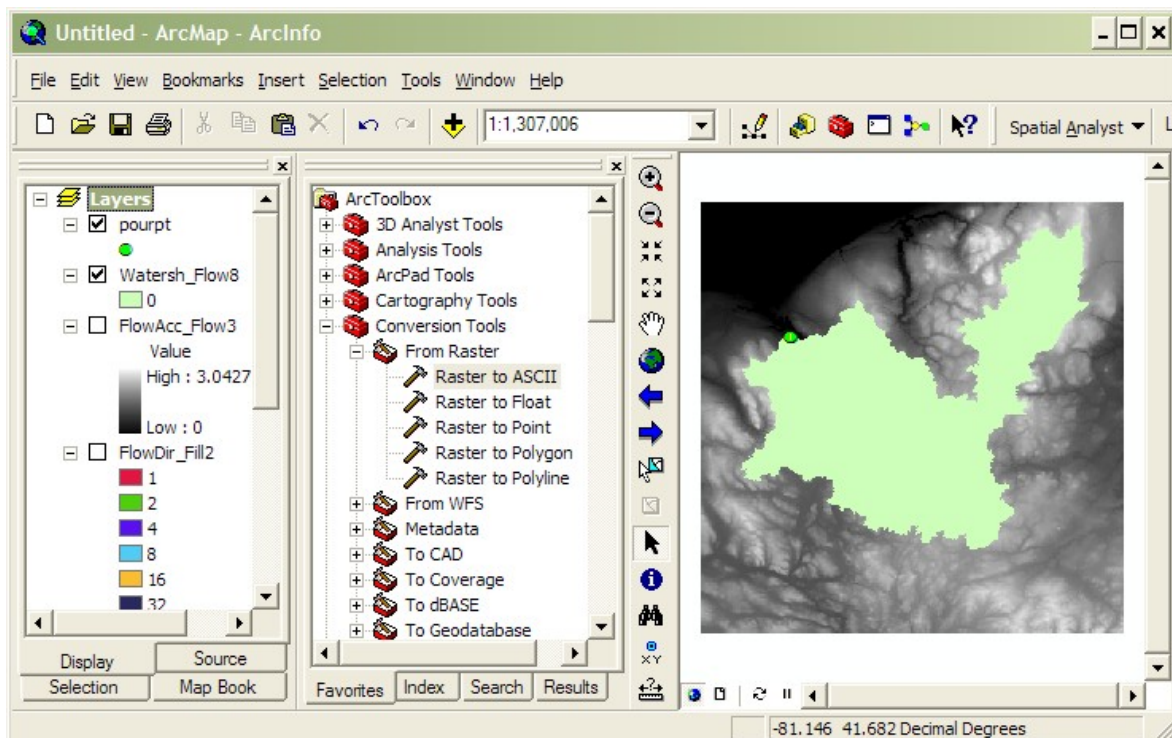 Untitled - ArcMap - ArcInfo
File Edit View Bookmarks Insert Selection Tools Window Help
1:1,307,006
Spatial Analyst
L
Layers
pourpt
Watersh_Flow8
0
FlowAcc_Flow3
Value
High : 3.0427
Low : 0
FlowDir_Fill2
1
2
4
8
16
32
Display
Source
Selection
Map Book
ArcToolbox
3D Analyst Tools
Analysis Tools
ArcPad Tools
Cartography Tools
Conversion Tools
From Raster
Raster to ASCII
Raster to Float
Raster to Point
Raster to Polygon
Raster to Polyline
From WFS
Metadata
To CAD
To Coverage
To dBASE
To Geodatabase
Favorites
Index
Search
Results
XY
-81.146 41.682 Decimal Degrees